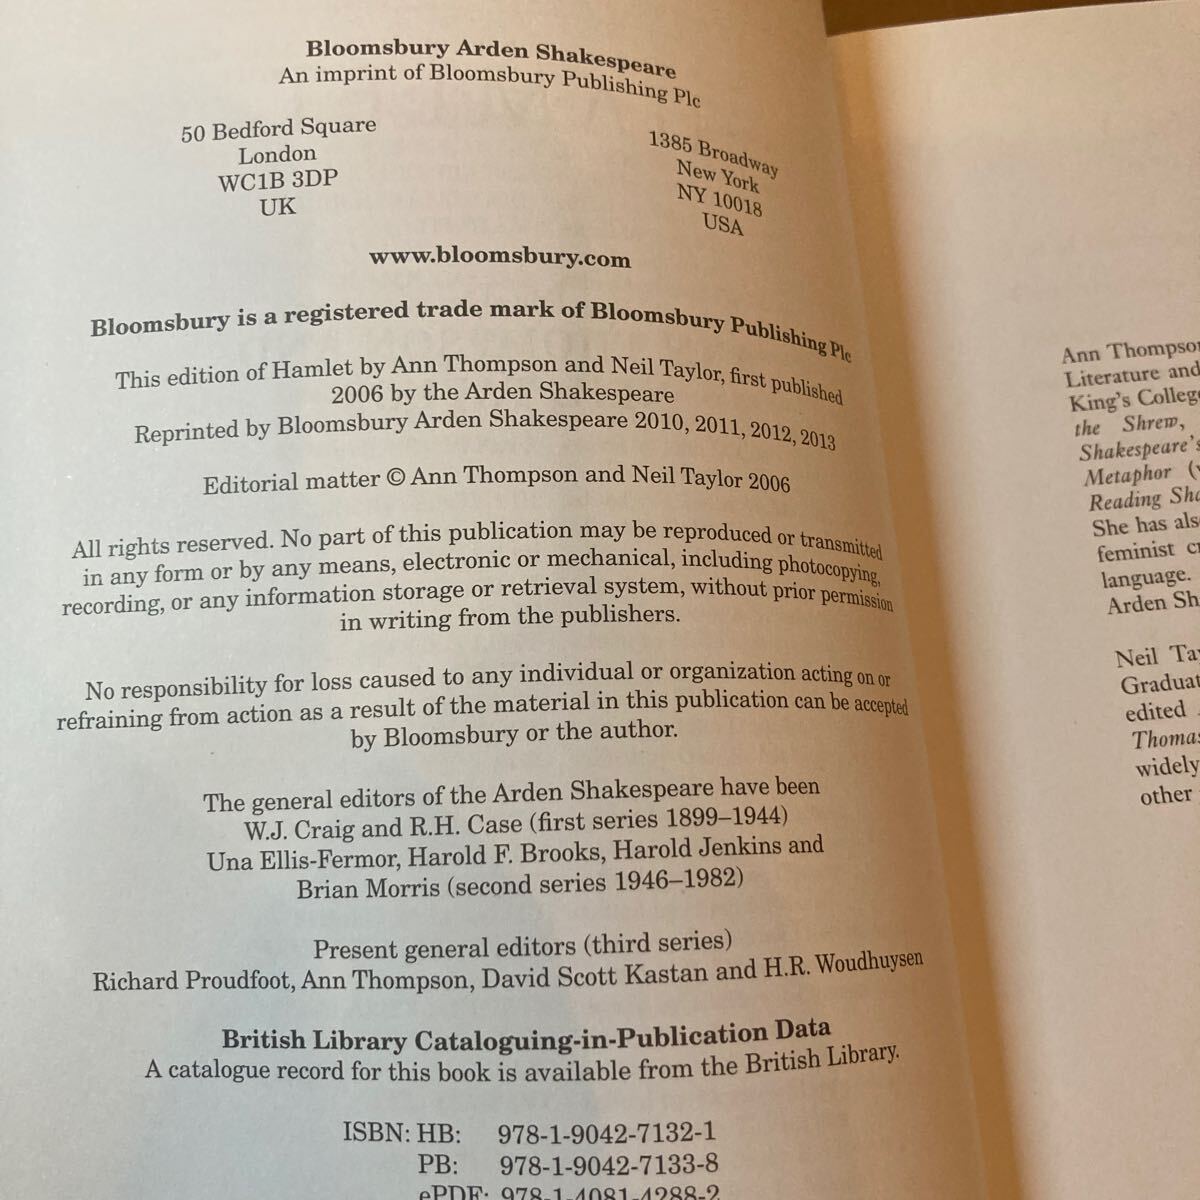 Bloomsbury Arden Shakespeare
An imprint of Bloomsbury Publishing Plc
50 Bedford Square
London
WC1B 3DP
UK
1385 Broadway
New York
NY 10018
USA
www.bloomsbury.com
Bloomsbury is a registered trade mark of Bloomsbury Publishing Plc
This edition of Hamlet by Ann Thompson and Neil Taylor, first published
2006 by the Arden Shakespeare
Reprinted by Bloomsbury Arden Shakespeare 2010, 2011, 2012, 2013
Editorial matter © Ann Thompson and Neil Taylor 2006
All rights reserved. No part of this publication may be reproduced or transmitted
in any form or by any means, electronic or mechanical, including photocopying,
recording, or any information storage or retrieval system, without prior permission
in writing from the publishers.
No responsibility for loss caused to any individual or organization acting on or
refraining from action as a result of the material in this publication can be accepted
by Bloomsbury or the author.
The general editors of the Arden Shakespeare have been
W.J. Craig and R.H. Case (first series 1899–1944)
Una Ellis-Fermor, Harold F. Brooks, Harold Jenkins and
Brian Morris (second series 1946–1982)
Present general editors (third series)
Richard Proudfoot, Ann Thompson, David Scott Kastan and H.R. Woudhuysen
British Library Cataloguing-in-Publication Data
A catalogue record for this book is available from the British Library.
ISBN: HB: 978-1-9042-7132-1
PB: 978-1-9042-7133-8
ePDF: 978-1-4081-4288-2
Ann Thompson
Literature and
King's College
the Shrew,
Shakespeare's
Metaphor
Reading
She has
feminist
language.
Arden
Neil
edited
widely
other